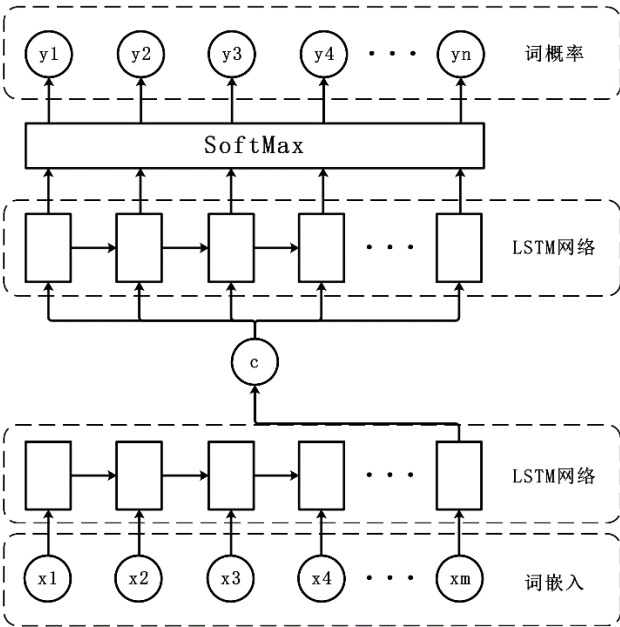 y1 y2 y3 y4 · · · yn 词概率
SoftMax
· · · LSTM网络
c
· · · LSTM网络
x1 x2 x3 x4 · · · xm 词嵌入